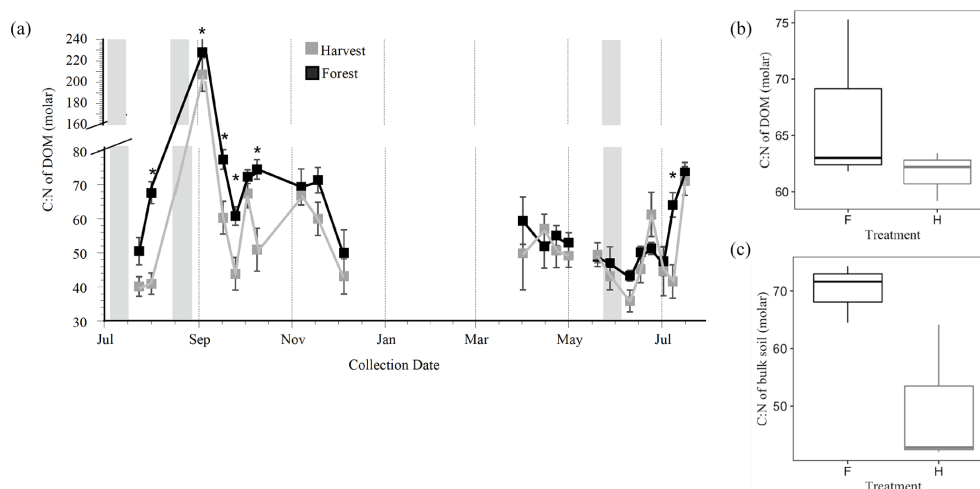 (a)
240
220
200
180
160
80
70
60
50
40
30
C:N of DOM (molar)
Harvest
Forest
*
*
*
*
*
*
Jul
Sep
Nov
Jan
Mar
May
Jul
Collection Date
(b)
75
70
65
60
C:N of DOM (molar)
F
H
Treatment
(c)
70
60
50
C:N of bulk soil (molar)
F
H
Treatment